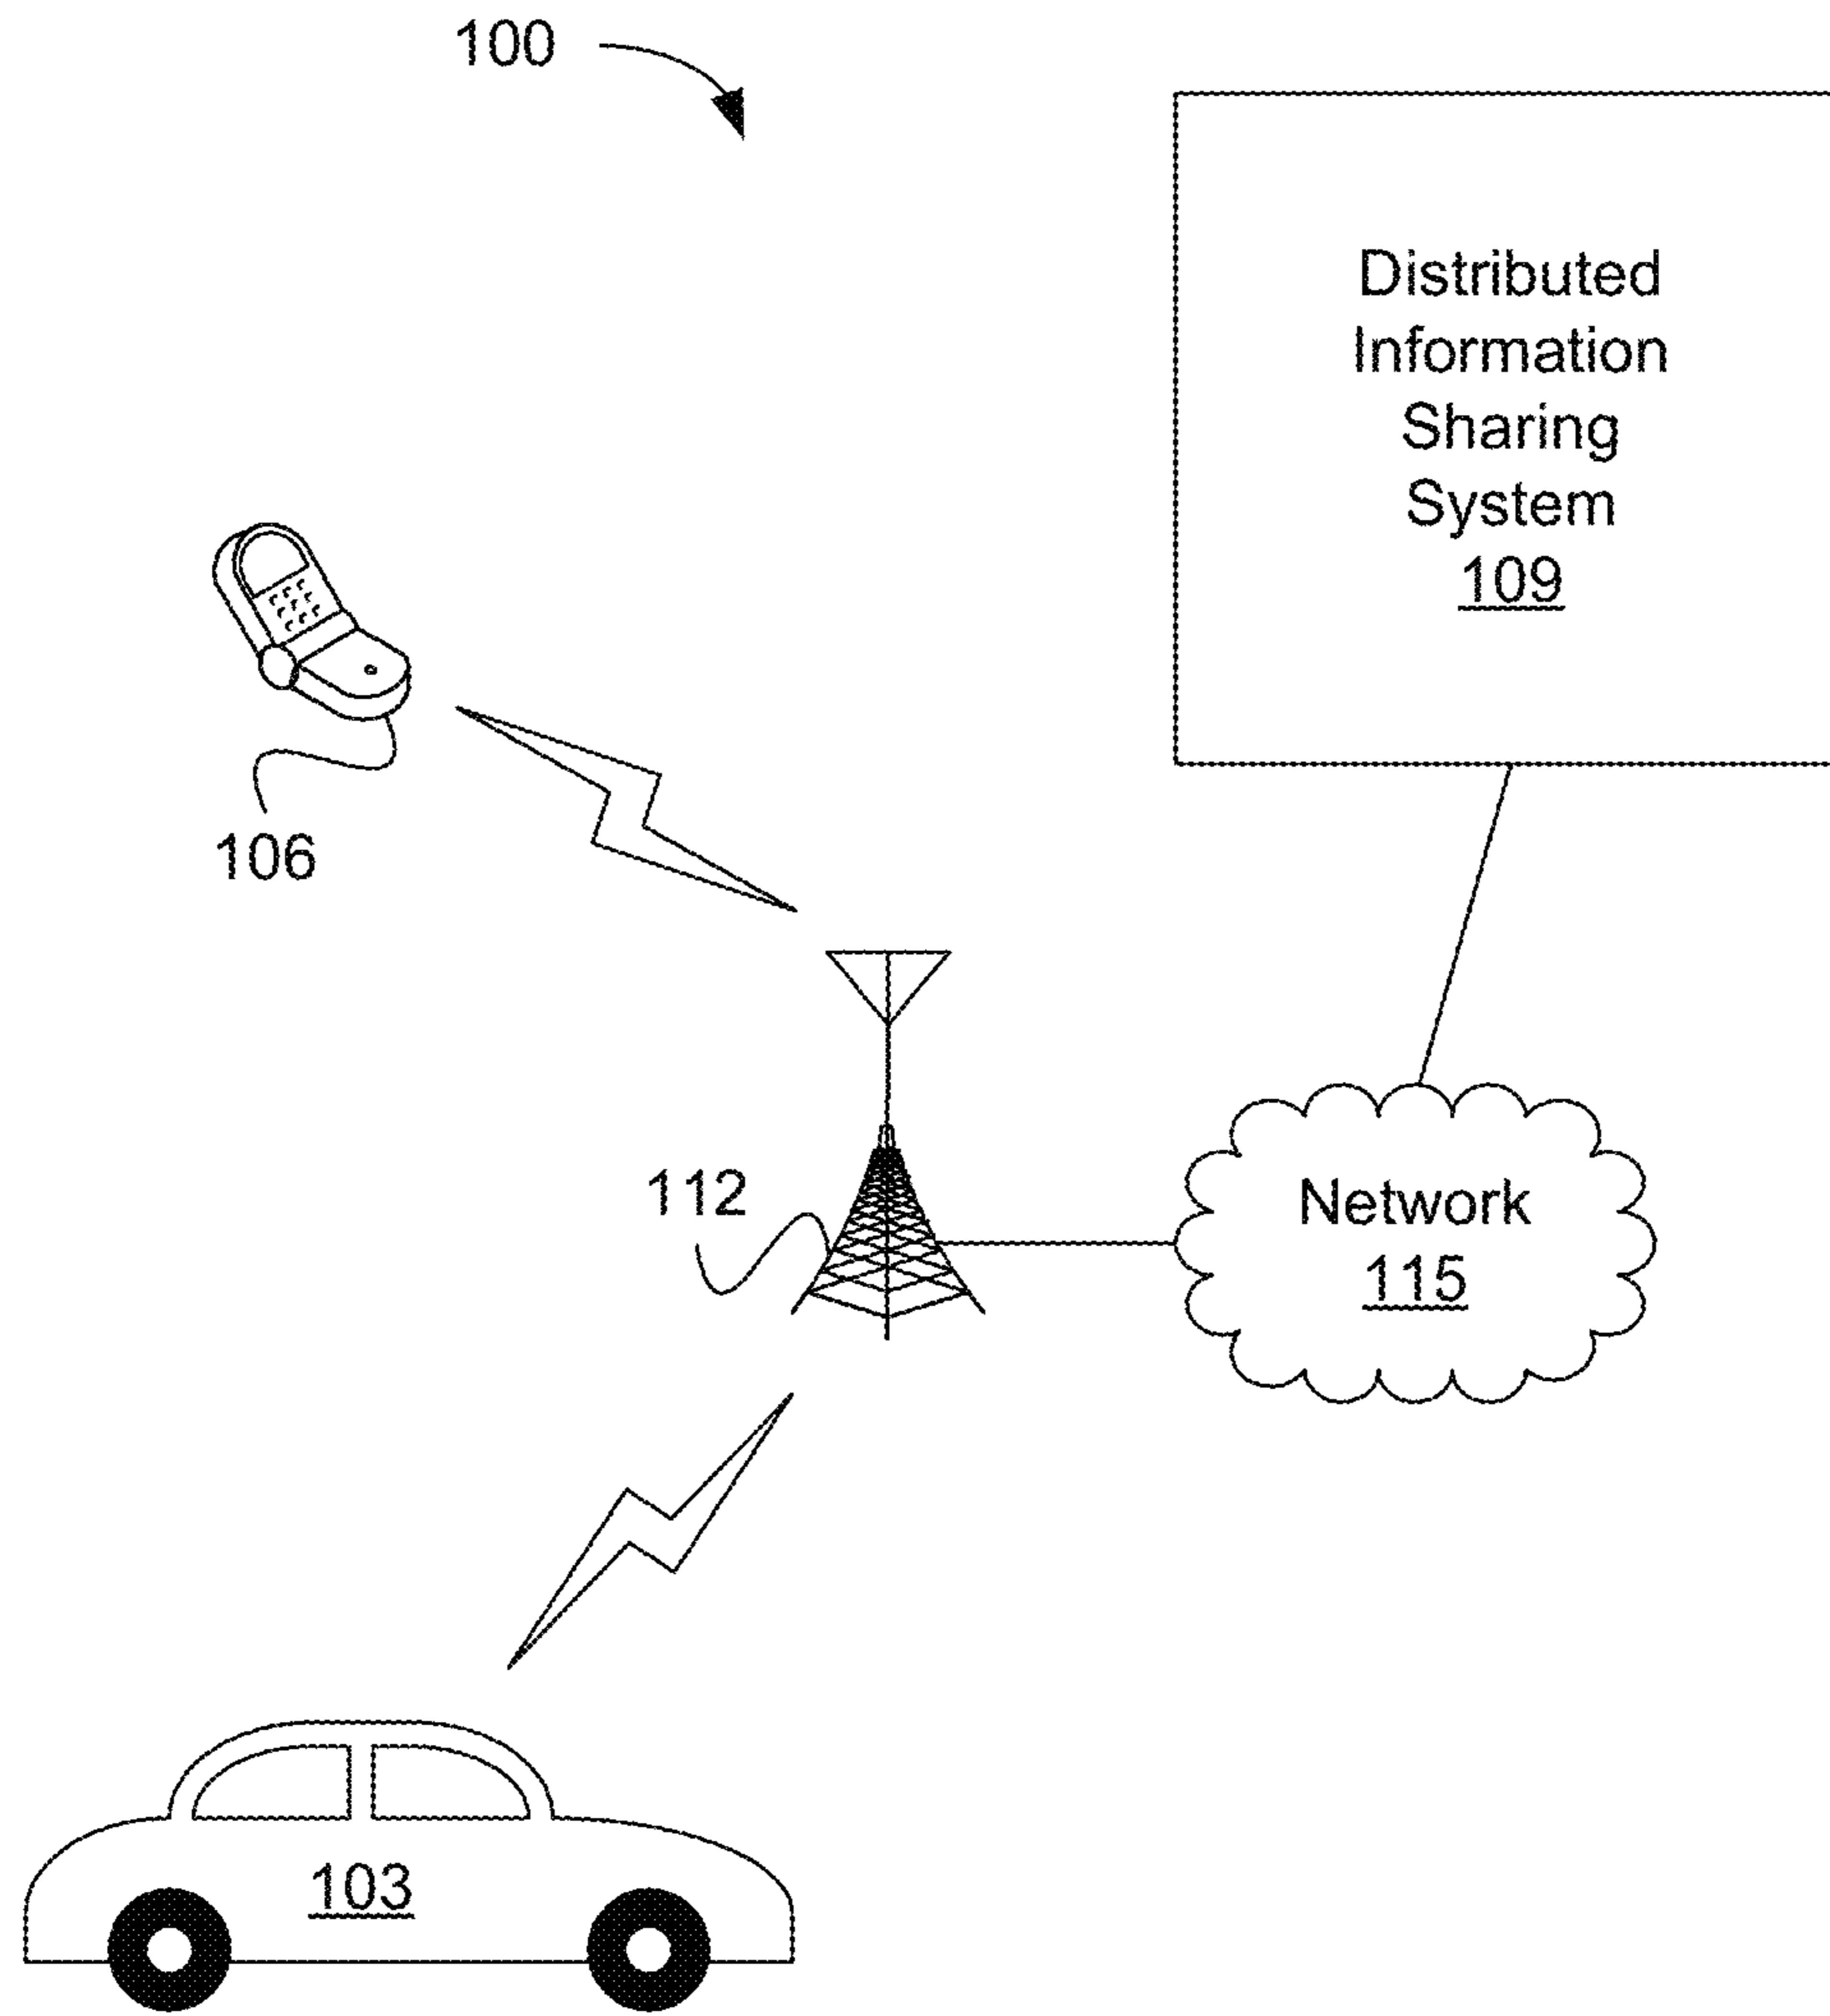 100
Distributed
Information
Sharing
System
109
106
112
Network
115
103